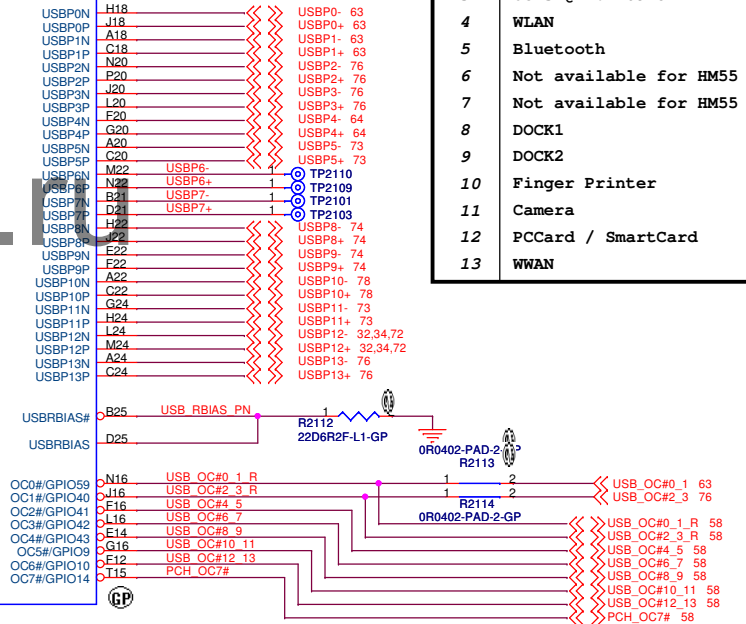 USBP0N H18 USBP0- 63
USBP0P J18 USBP0+ 63
USBP1N A18 USBP1- 63
USBP1P C18 USBP1+ 63
USBP2N N20 USBP2- 76
USBP2P P20 USBP2+ 76
USBP3N J20 USBP3- 76
USBP3P L20 USBP3+ 76
USBP4N F20 USBP4- 64
USBP4P G20 USBP4+ 64
USBP5N A20 USBP5- 73
USBP5P C20 USBP5+ 73
USBP6N M22 USBP6- 1 TP2110
USBP6P N22 USBP6+ 1 TP2109
USBP7N B21 USBP7- 1 TP2101
USBP7P D21 USBP7+ 1 TP2103
USBP8N H22 USBP8- 74
USBP8P J22 USBP8+ 74
USBP9N E22 USBP9- 74
USBP9P F22 USBP9+ 74
USBP10N A22 USBP10- 78
USBP10P C22 USBP10+ 78
USBP11N G24 USBP11- 73
USBP11P H24 USBP11+ 73
USBP12N L24 USBP12- 32,34,72
USBP12P M24 USBP12+ 32,34,72
USBP13N A24 USBP13- 76
USBP13P C24 USBP13+ 76
.ru
4 WLAN
5 Bluetooth
6 Not available for HM55
7 Not available for HM55
8 DOCK1
9 DOCK2
10 Finger Printer
11 Camera
12 PCCard / SmartCard
13 WWAN
USBRBIAS# B25 USB_RBIAS_PN 1
R2112
22D6R2F-L1-GP
USBRBIAS D25
0R0402-PAD-2-GP
R2113
OC0#/GPIO59 N16 USB_OC#0_1_R 1 2 USB_OC#0_1 63
OC1#/GPIO40 J16 USB_OC#2_3_R 1 2 USB_OC#2_3 76
R2114
0R0402-PAD-2-GP
OC2#/GPIO41 F16 USB_OC#4_5
OC3#/GPIO42 L16 USB_OC#6_7
OC4#/GPIO43 E14 USB_OC#8_9
OC5#/GPIO9 G16 USB_OC#10_11
OC6#/GPIO10 F12 USB_OC#12_13
OC7#/GPIO14 T15 PCH_OC7#
USB_OC#0_1_R 58
USB_OC#2_3_R 58
USB_OC#4_5 58
USB_OC#6_7 58
USB_OC#8_9 58
USB_OC#10_11 58
USB_OC#12_13 58
PCH_OC7# 58
GP